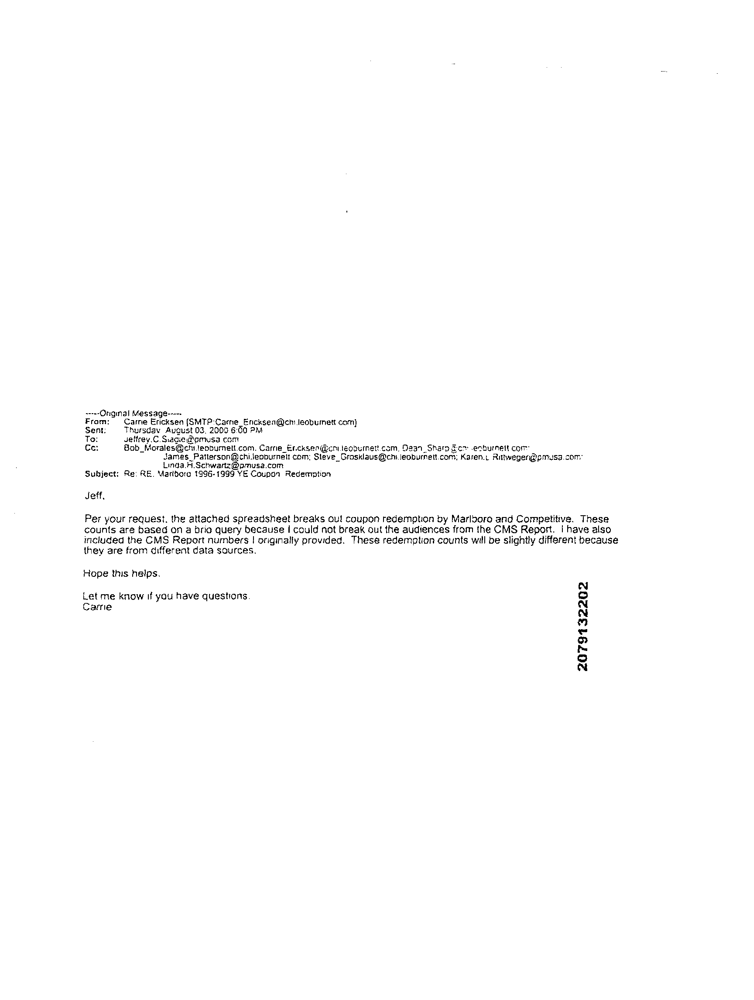 -----Original Message-----
From: Carrie Ericksen [SMTP:Carrie_Ericksen@chi.leoburnett.com]
Sent: Thursday, August 03, 2000 6:00 PM
To: Jeffrey.C.Slagle@pmusa.com
Cc: Bob_Morales@chi.leoburnett.com; Carrie_Ericksen@chi.leoburnett.com; Dean_Sharp@chi.leoburnett.com;
James_Patterson@chi.leoburnett.com; Steve_Grosklaus@chi.leoburnett.com; Karen.L.Rittweger@pmusa.com;
Linda.H.Schwartz@pmusa.com
Subject: Re: RE: Marlboro 1996-1999 YE Coupon Redemption
Jeff,
Per your request, the attached spreadsheet breaks out coupon redemption by Marlboro and Competitive. These
counts are based on a brio query because I could not break out the audiences from the CMS Report. I have also
included the CMS Report numbers I originally provided. These redemption counts will be slightly different because
they are from different data sources.
Hope this helps.
Let me know if you have questions.
Carrie
2079132202